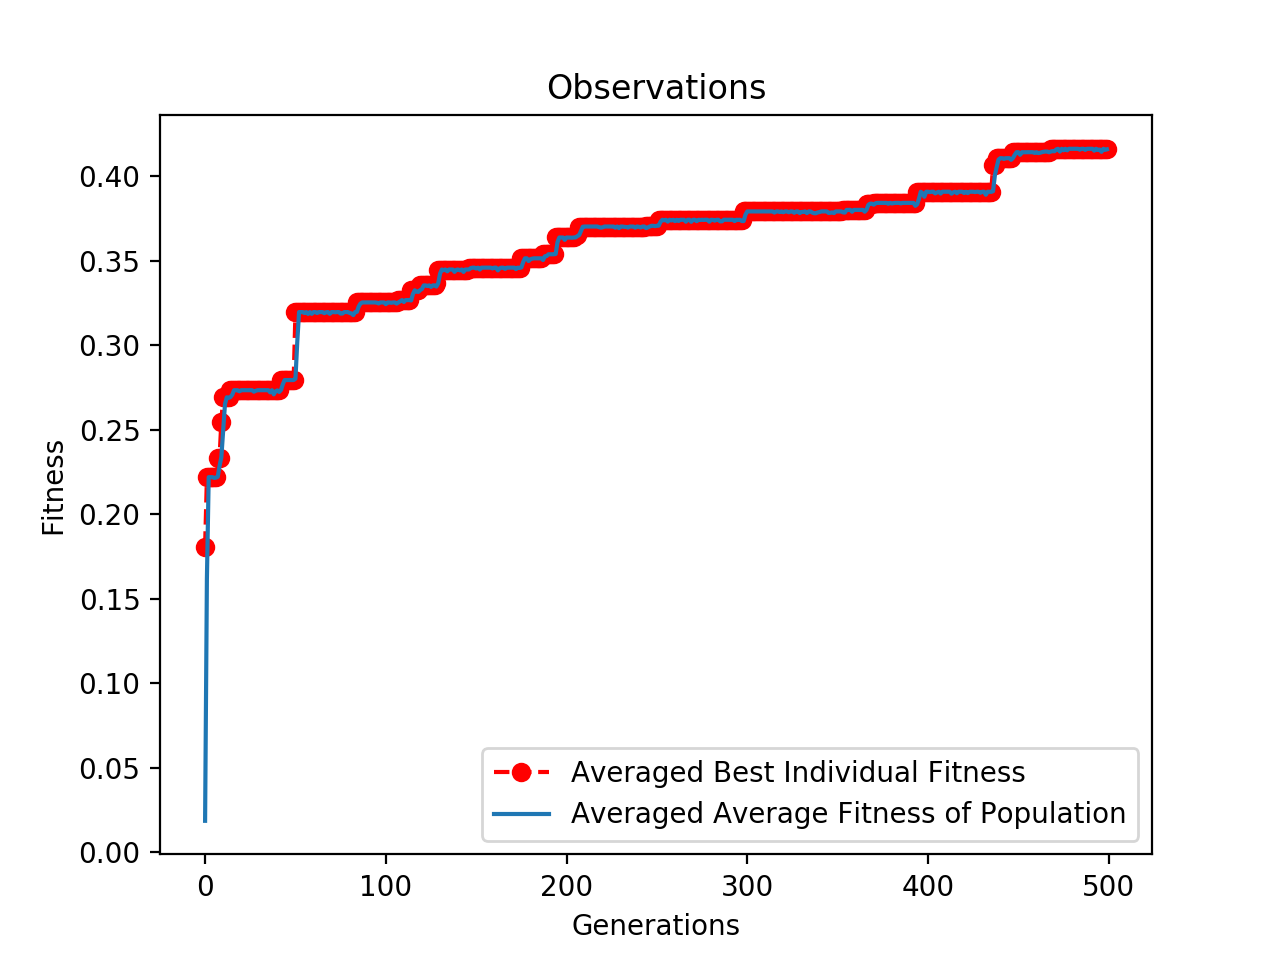 Observations
0.40
0.35
0.30
0.25
0.20
0.15
0.10
0.05
0.00
Fitness
Averaged Best Individual Fitness
Averaged Average Fitness of Population
0 100 200 300 400 500
Generations